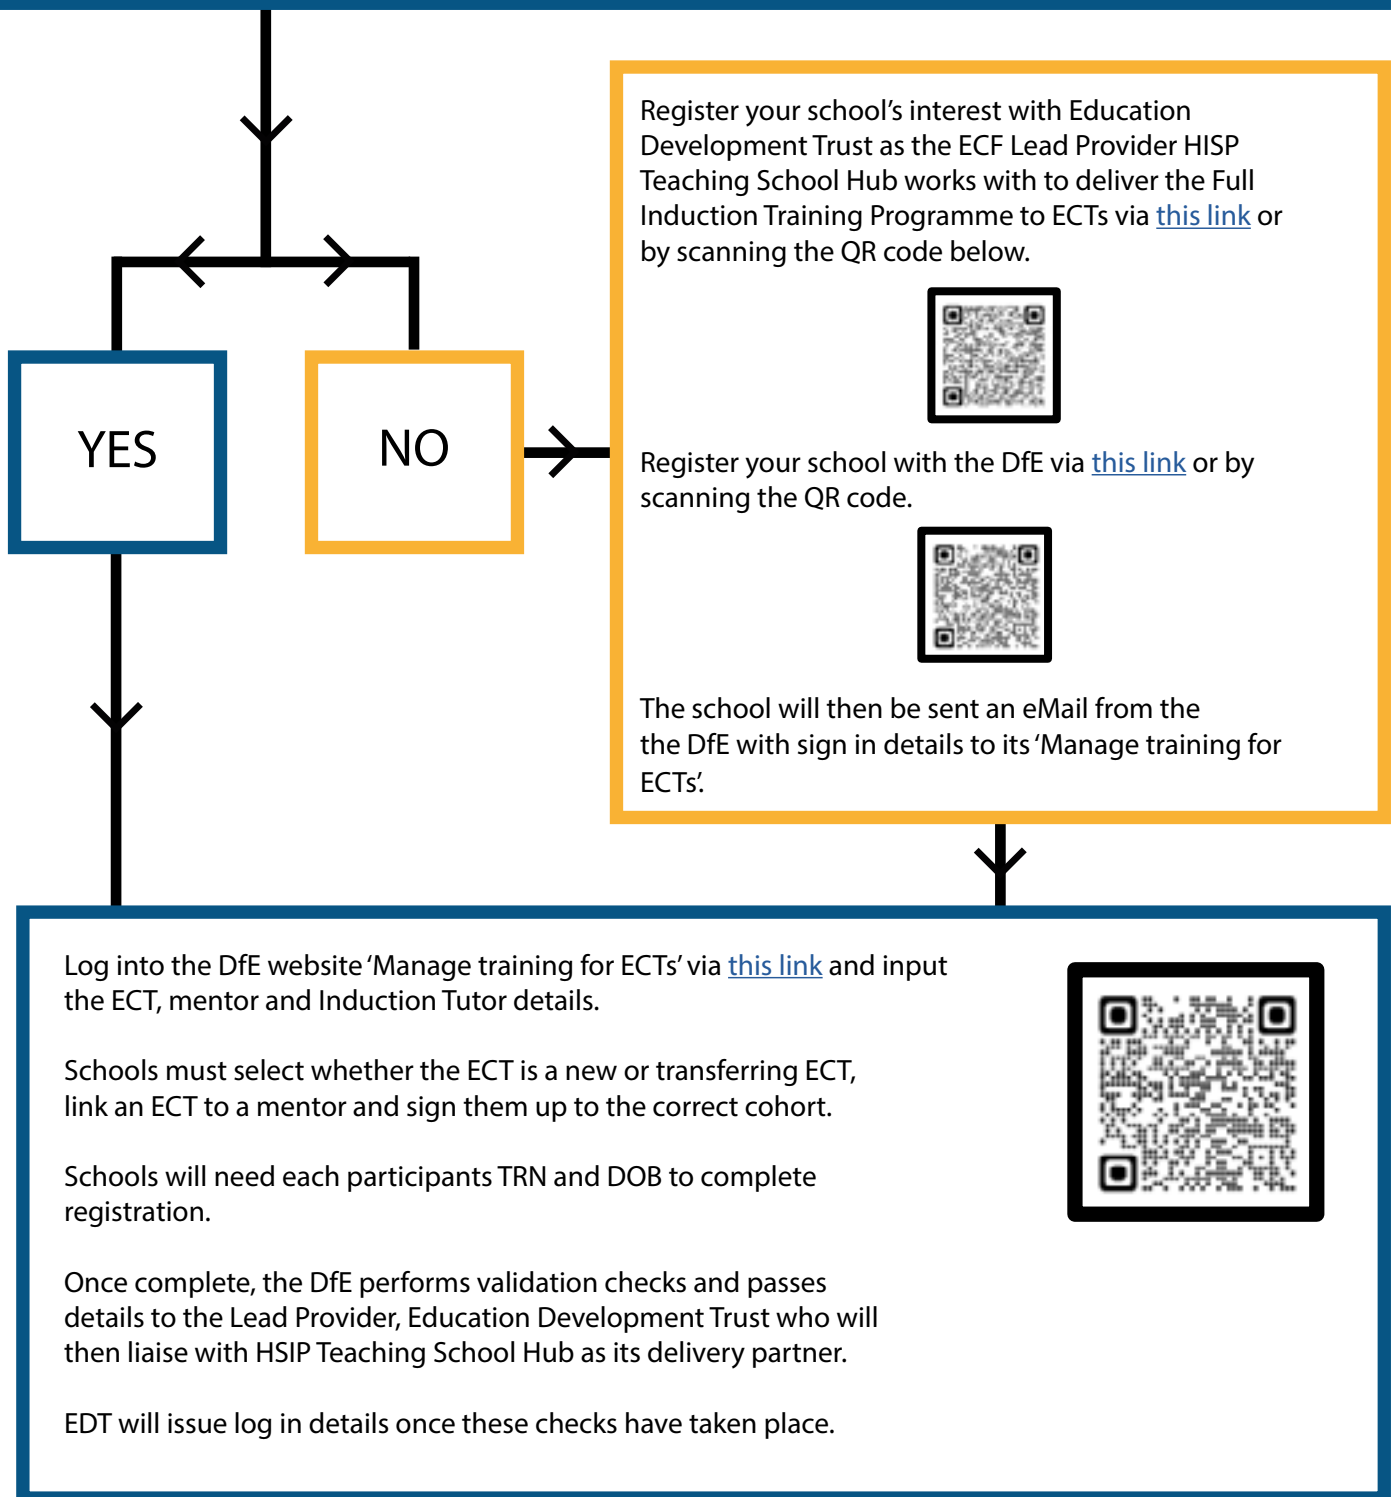 Register your school’s interest with Education
Development Trust as the ECF Lead Provider HISP
Teaching School Hub works with to deliver the Full
Induction Training Programme to ECTs via this link or
by scanning the QR code below.
YES
NO
Register your school with the DfE via this link or by
scanning the QR code.
The school will then be sent an eMail from the
the DfE with sign in details to its ‘Manage training for
ECTs’.
Log into the DfE website ‘Manage training for ECTs’ via this link and input
the ECT, mentor and Induction Tutor details.
Schools must select whether the ECT is a new or transferring ECT,
link an ECT to a mentor and sign them up to the correct cohort.
Schools will need each participants TRN and DOB to complete
registration.
Once complete, the DfE performs validation checks and passes
details to the Lead Provider, Education Development Trust who will
then liaise with HSIP Teaching School Hub as its delivery partner.
EDT will issue log in details once these checks have taken place.